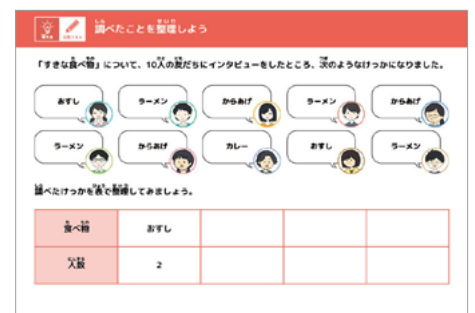 調べたことを整理しよう
「すきな食べ物」について、10人の友だちにインタビューをしたところ、次のようなけっかになりました。
おすし ラーメン からあげ ラーメン からあげ
ラーメン からあげ カレー おすし ラーメン
調べたけっかを表で整理してみましょう。
食べ物 おすし
人数 2